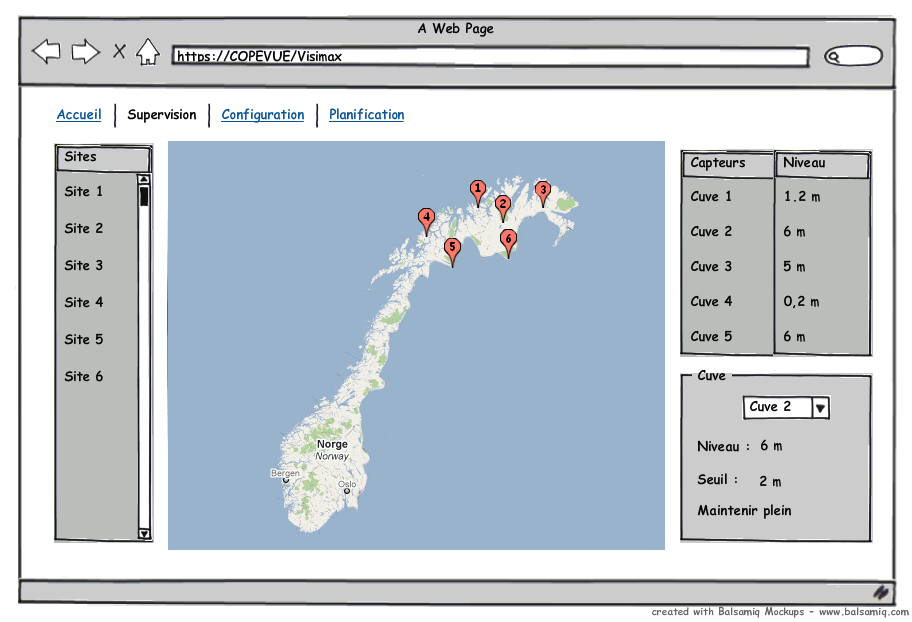 A Web Page
https://COPEVUE/Visimax
Accueil Supervision Configuration Planification
Sites
Site 1
Site 2
Site 3
Site 4
Site 5
Site 6
1
2
3
4
5
6
Norge
Norway
Bergen
Oslo
Capteurs Niveau
Cuve 1 1.2 m
Cuve 2 6 m
Cuve 3 5 m
Cuve 4 0,2 m
Cuve 5 6 m
Cuve
Cuve 2
Niveau : 6 m
Seuil : 2 m
Maintenir plein
created with Balsamiq Mockups - www.balsamiq.com